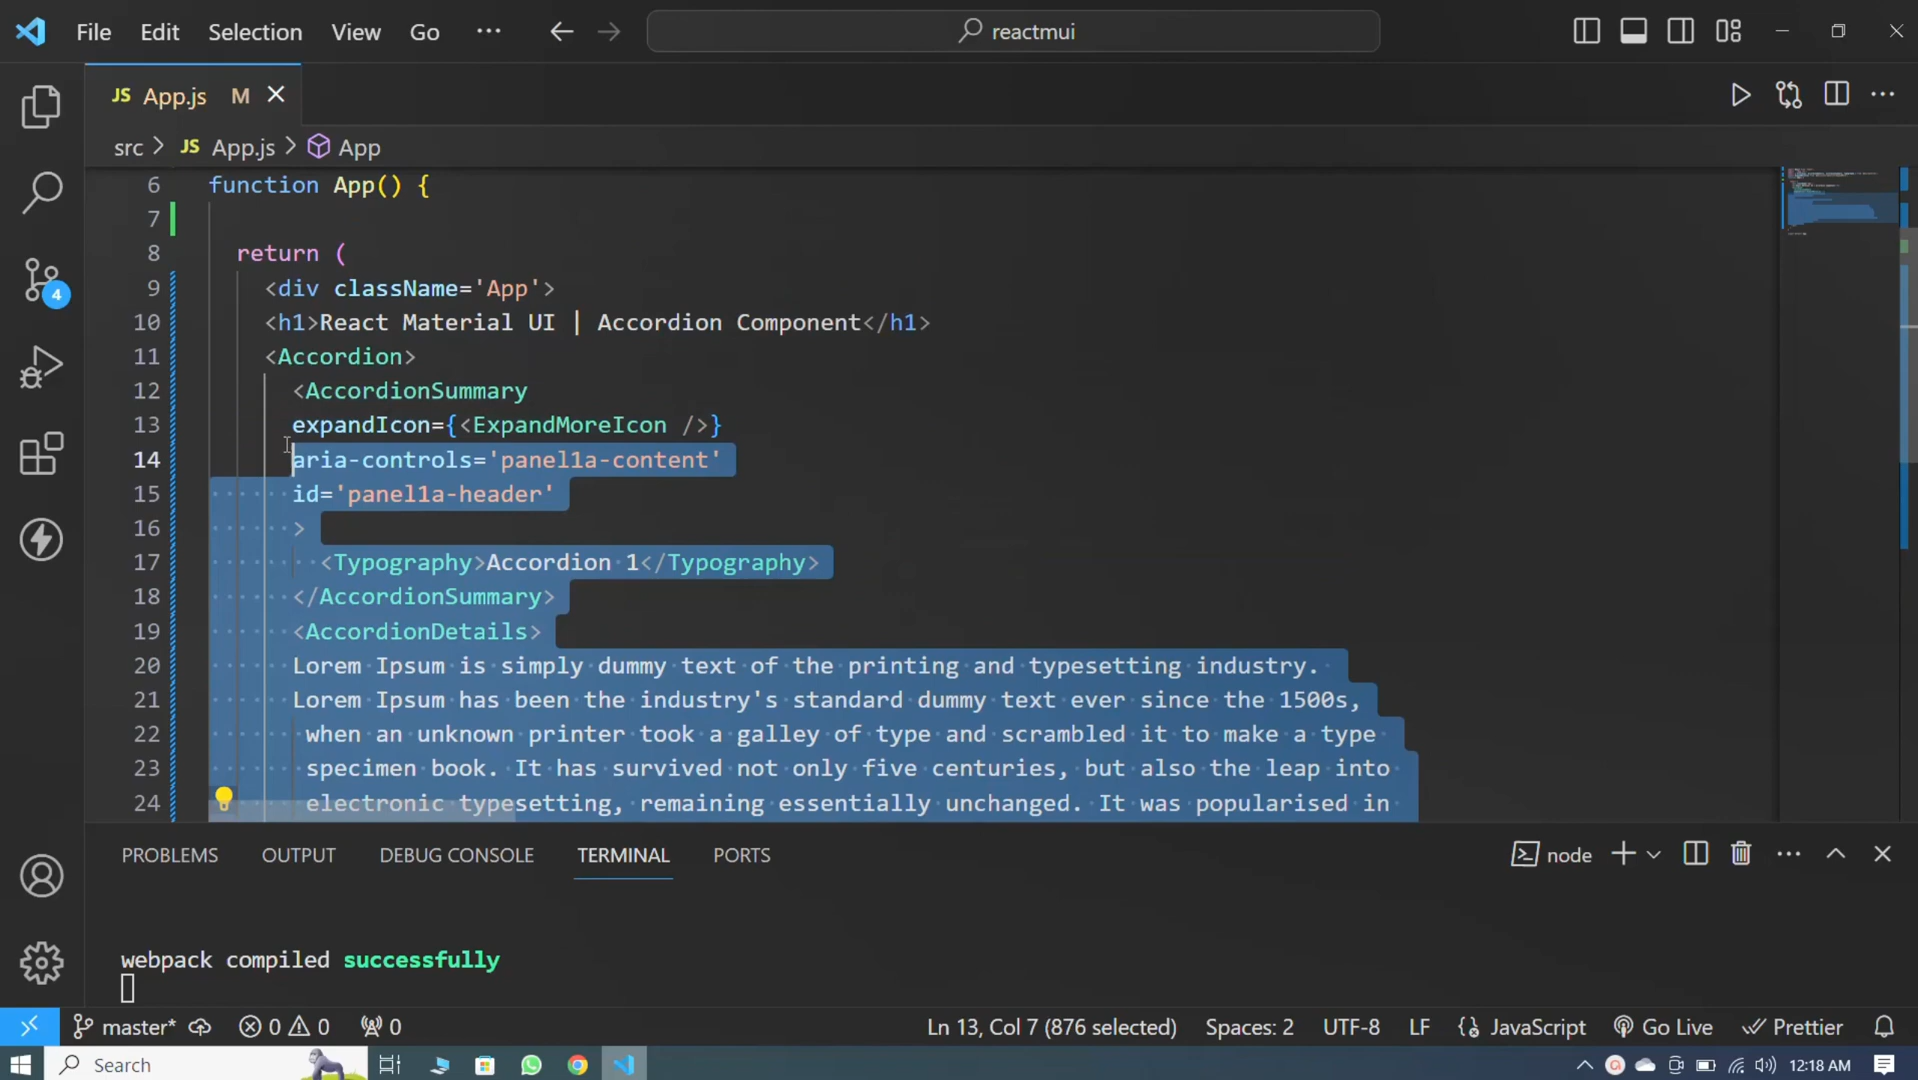 File Edit Selection View Go ··· reactmui
JS App.js M
src > JS App.js > App
6 function App() {
7
8 return (
9 <div className='App'>
10 <h1>React Material UI | Accordion Component</h1>
11 <Accordion>
12 <AccordionSummary
13 expandIcon={<ExpandMoreIcon />}
14 aria-controls='panel1a-content'
15 id='panel1a-header'
16 >
17 <Typography>Accordion 1</Typography>
18 </AccordionSummary>
19 <AccordionDetails>
20 Lorem Ipsum is simply dummy text of the printing and typesetting industry.
21 Lorem Ipsum has been the industry's standard dummy text ever since the 1500s,
22 when an unknown printer took a galley of type and scrambled it to make a type
23 specimen book. It has survived not only five centuries, but also the leap into
24 electronic typesetting, remaining essentially unchanged. It was popularised in
4
PROBLEMS OUTPUT DEBUG CONSOLE TERMINAL PORTS node
webpack compiled successfully
master* 0 0 0 Ln 13, Col 7 (876 selected) Spaces: 2 UTF-8 LF JavaScript Go Live Prettier
Search 12:18 AM